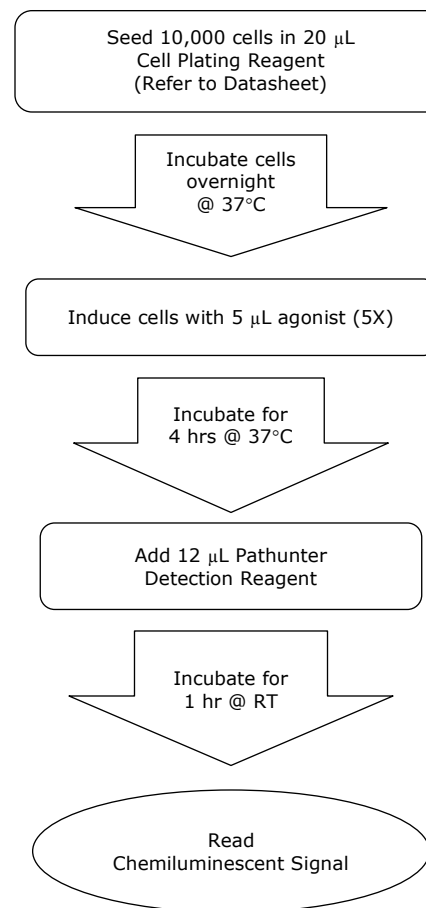 Seed 10,000 cells in 20 μL
Cell Plating Reagent
(Refer to Datasheet)
Incubate cells
overnight
@ 37°C
Induce cells with 5 μL agonist (5X)
Incubate for
4 hrs @ 37°C
Add 12 μL Pathunter
Detection Reagent
Incubate for
1 hr @ RT
Read
Chemiluminescent Signal